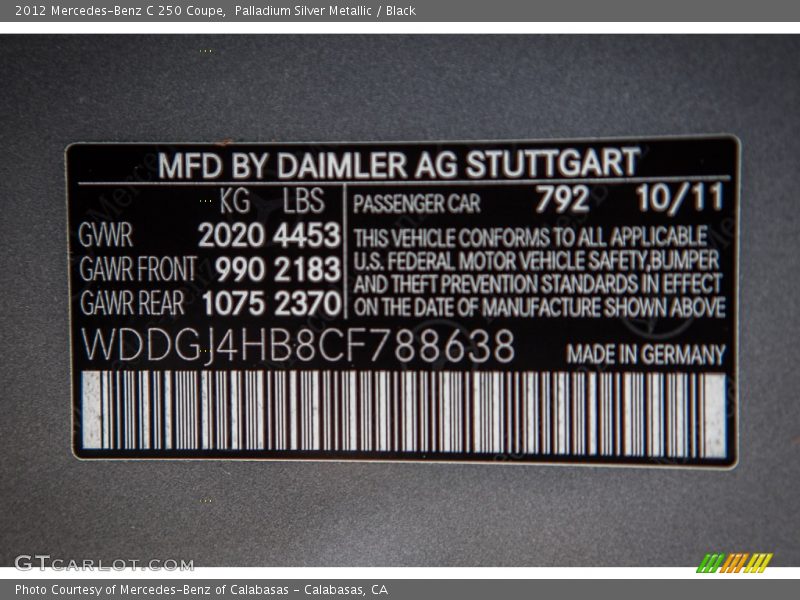 2012 Mercedes-Benz C 250 Coupe,  Palladium Silver Metallic / Black
MFD BY DAIMLER AG STUTTGART
KG LBS
GVWR 2020 4453
GAWR FRONT 990 2183
GAWR REAR 1075 2370
PASSENGER CAR 792 10/11
THIS VEHICLE CONFORMS TO ALL APPLICABLE
U.S. FEDERAL MOTOR VEHICLE SAFETY,BUMPER
AND THEFT PREVENTION STANDARDS IN EFFECT
ON THE DATE OF MANUFACTURE SHOWN ABOVE
WDDGJ4HB8CF788638
MADE IN GERMANY
GTCARLOT.COM
Photo Courtesy of Mercedes-Benz of Calabasas - Calabasas, CA